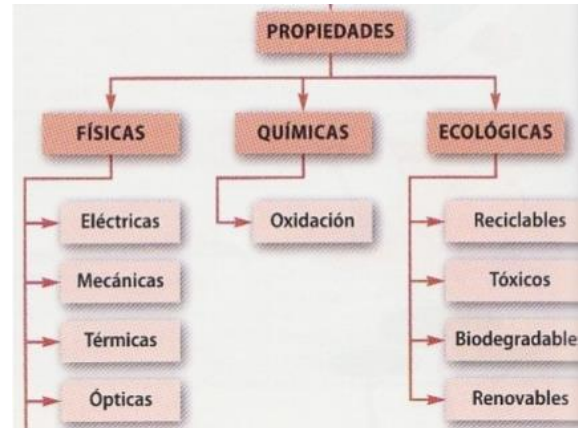 PROPIEDADES
FÍSICAS
QUÍMICAS
ECOLÓGICAS
Eléctricas
Oxidación
Reciclables
Mecánicas
Tóxicos
Térmicas
Biodegradable
Ópticas
Renovables